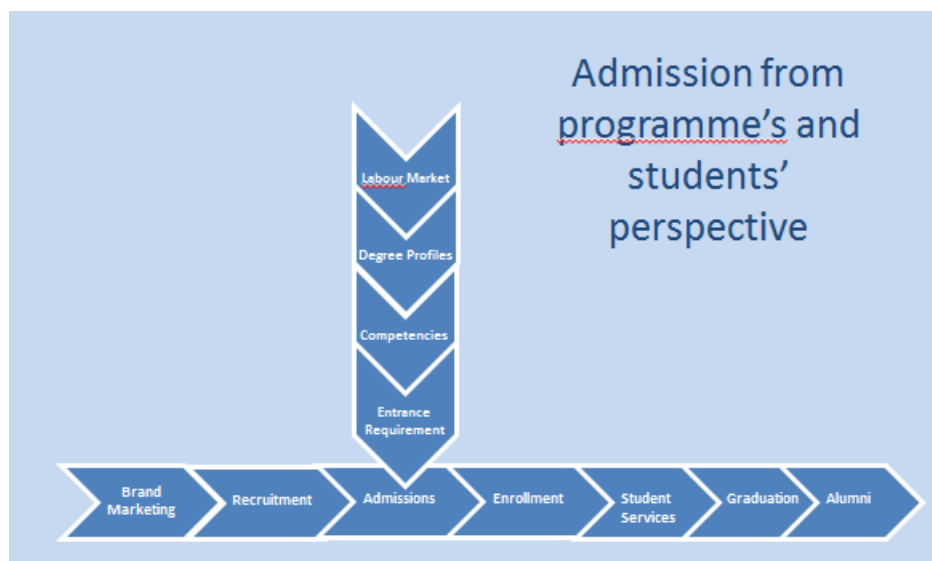 Admission from
programme's and
students'
perspective
Labour Market
Degree Profiles
Competencies
Entrance
Requirement
Brand
Marketing
Recruitment
Admissions
Enrollment
Student
Services
Graduation
Alumni